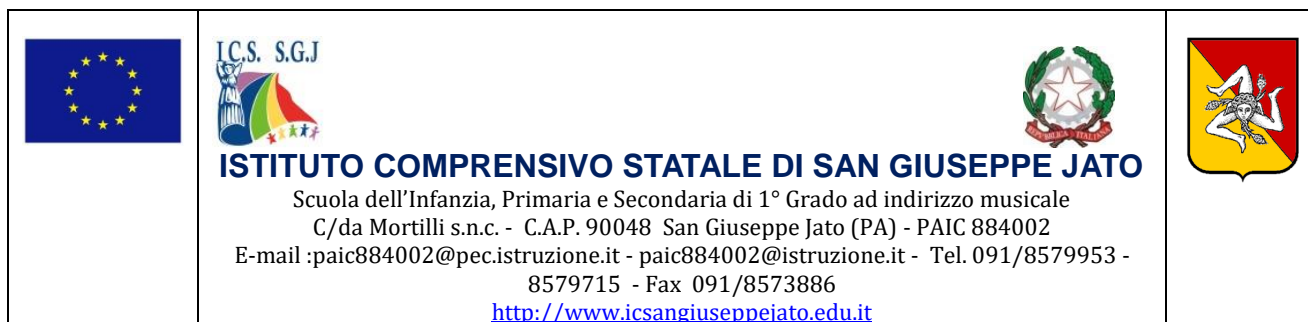 I.C.S. S.G.J
REPVBBLICA ITALIANA
ISTITUTO COMPRENSIVO STATALE DI SAN GIUSEPPE JATO
Scuola dell’Infanzia, Primaria e Secondaria di 1° Grado ad indirizzo musicale
C/da Mortilli s.n.c. - C.A.P. 90048 San Giuseppe Jato (PA) - PAIC 884002
E-mail :paic884002@pec.istruzione.it - paic884002@istruzione.it - Tel. 091/8579953 -
8579715 - Fax 091/8573886
http://www.icsangiuseppejato.edu.it